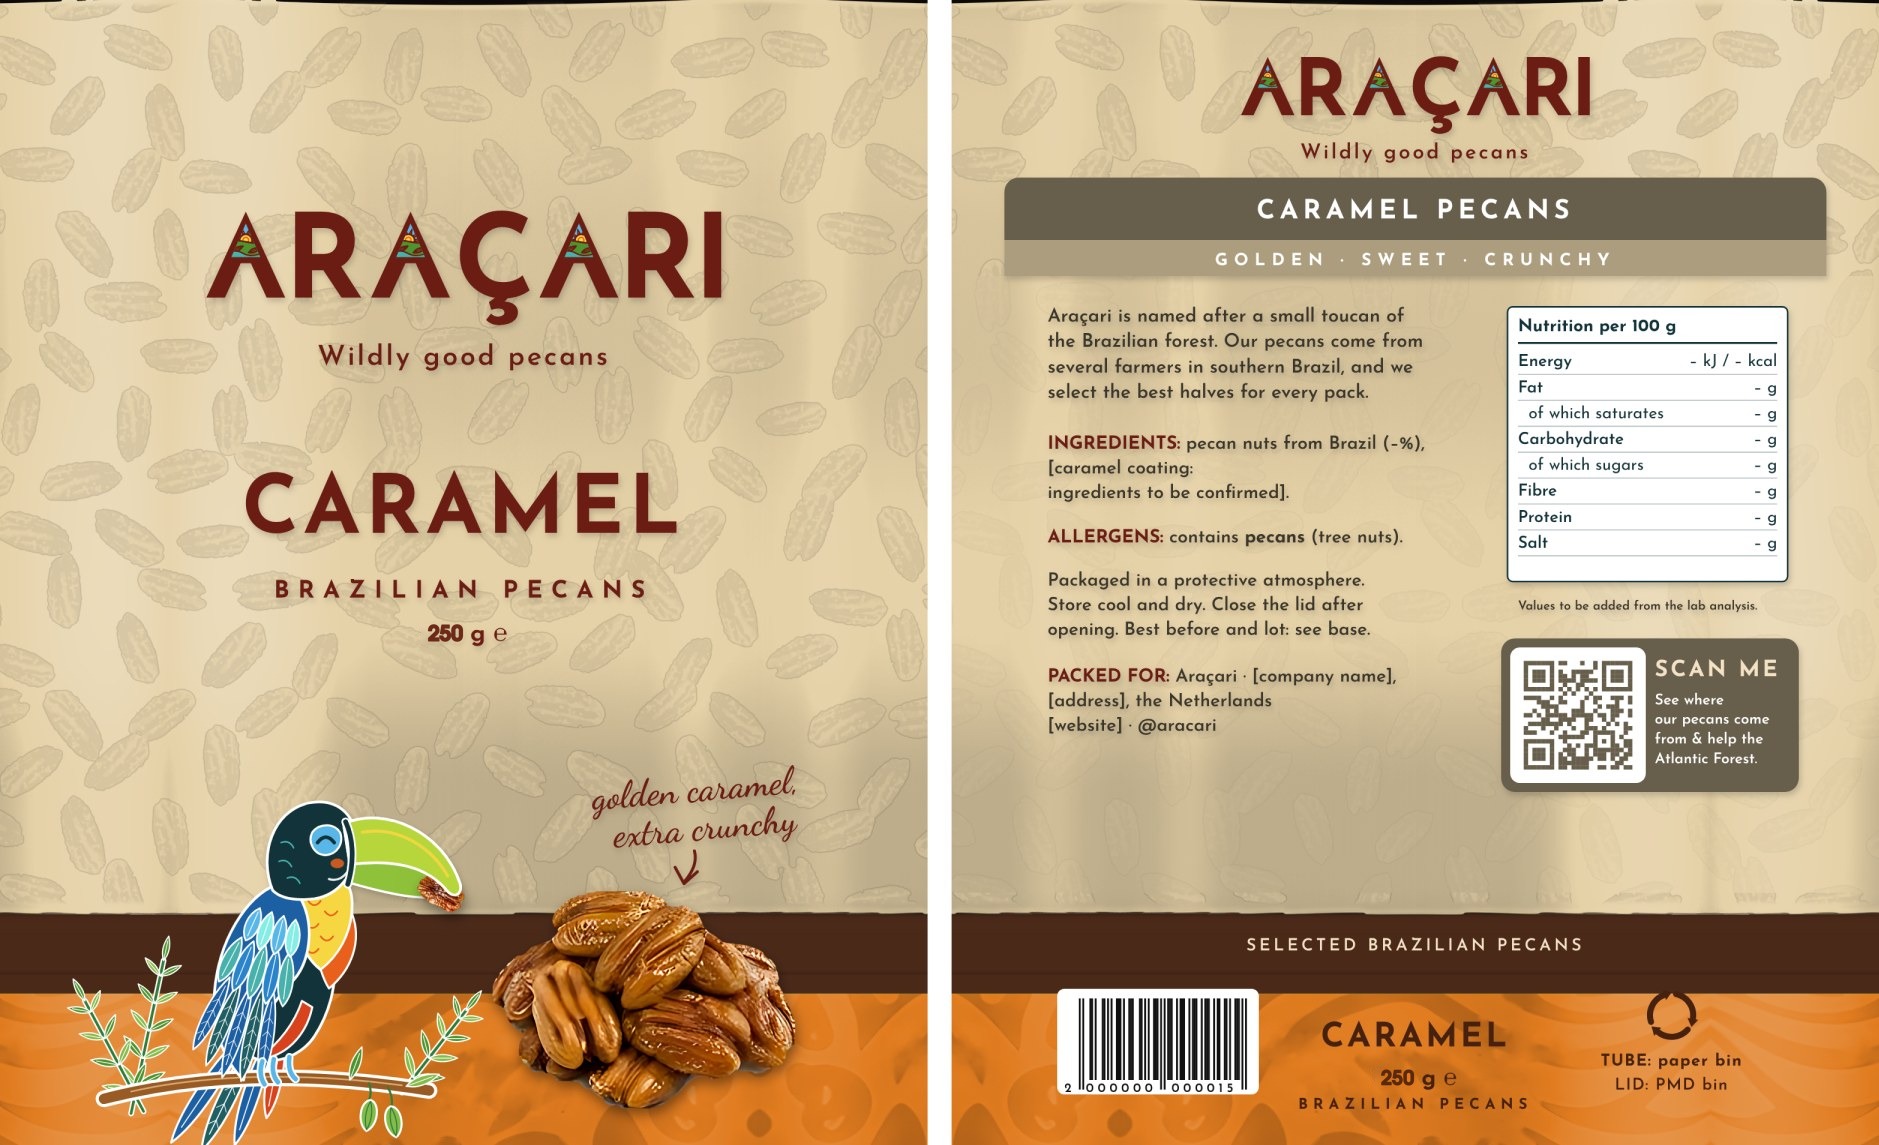 ARAÇARI
Wildly good pecans
CARAMEL
BRAZILIAN PECANS
250 g ℮
golden caramel,
extra crunchy
ARAÇARI
Wildly good pecans
CARAMEL PECANS
GOLDEN · SWEET · CRUNCHY
Araçari is named after a small toucan of
the Brazilian forest. Our pecans come from
several farmers in southern Brazil, and we
select the best halves for every pack.
INGREDIENTS: pecan nuts from Brazil (–%),
[caramel coating:
ingredients to be confirmed].
ALLERGENS: contains pecans (tree nuts).
Packaged in a protective atmosphere.
Store cool and dry. Close the lid after
opening. Best before and lot: see base.
PACKED FOR: Araçari · [company name],
[address], the Netherlands
[website] · @aracari
Nutrition per 100 g
Energy – kJ / – kcal
Fat – g
of which saturates – g
Carbohydrate – g
of which sugars – g
Fibre – g
Protein – g
Salt – g
Values to be added from the lab analysis.
SCAN ME
See where
our pecans come
from & help the
Atlantic Forest.
SELECTED BRAZILIAN PECANS
2 000000 000015
CARAMEL
250 g ℮
BRAZILIAN PECANS
TUBE: paper bin
LID: PMD bin